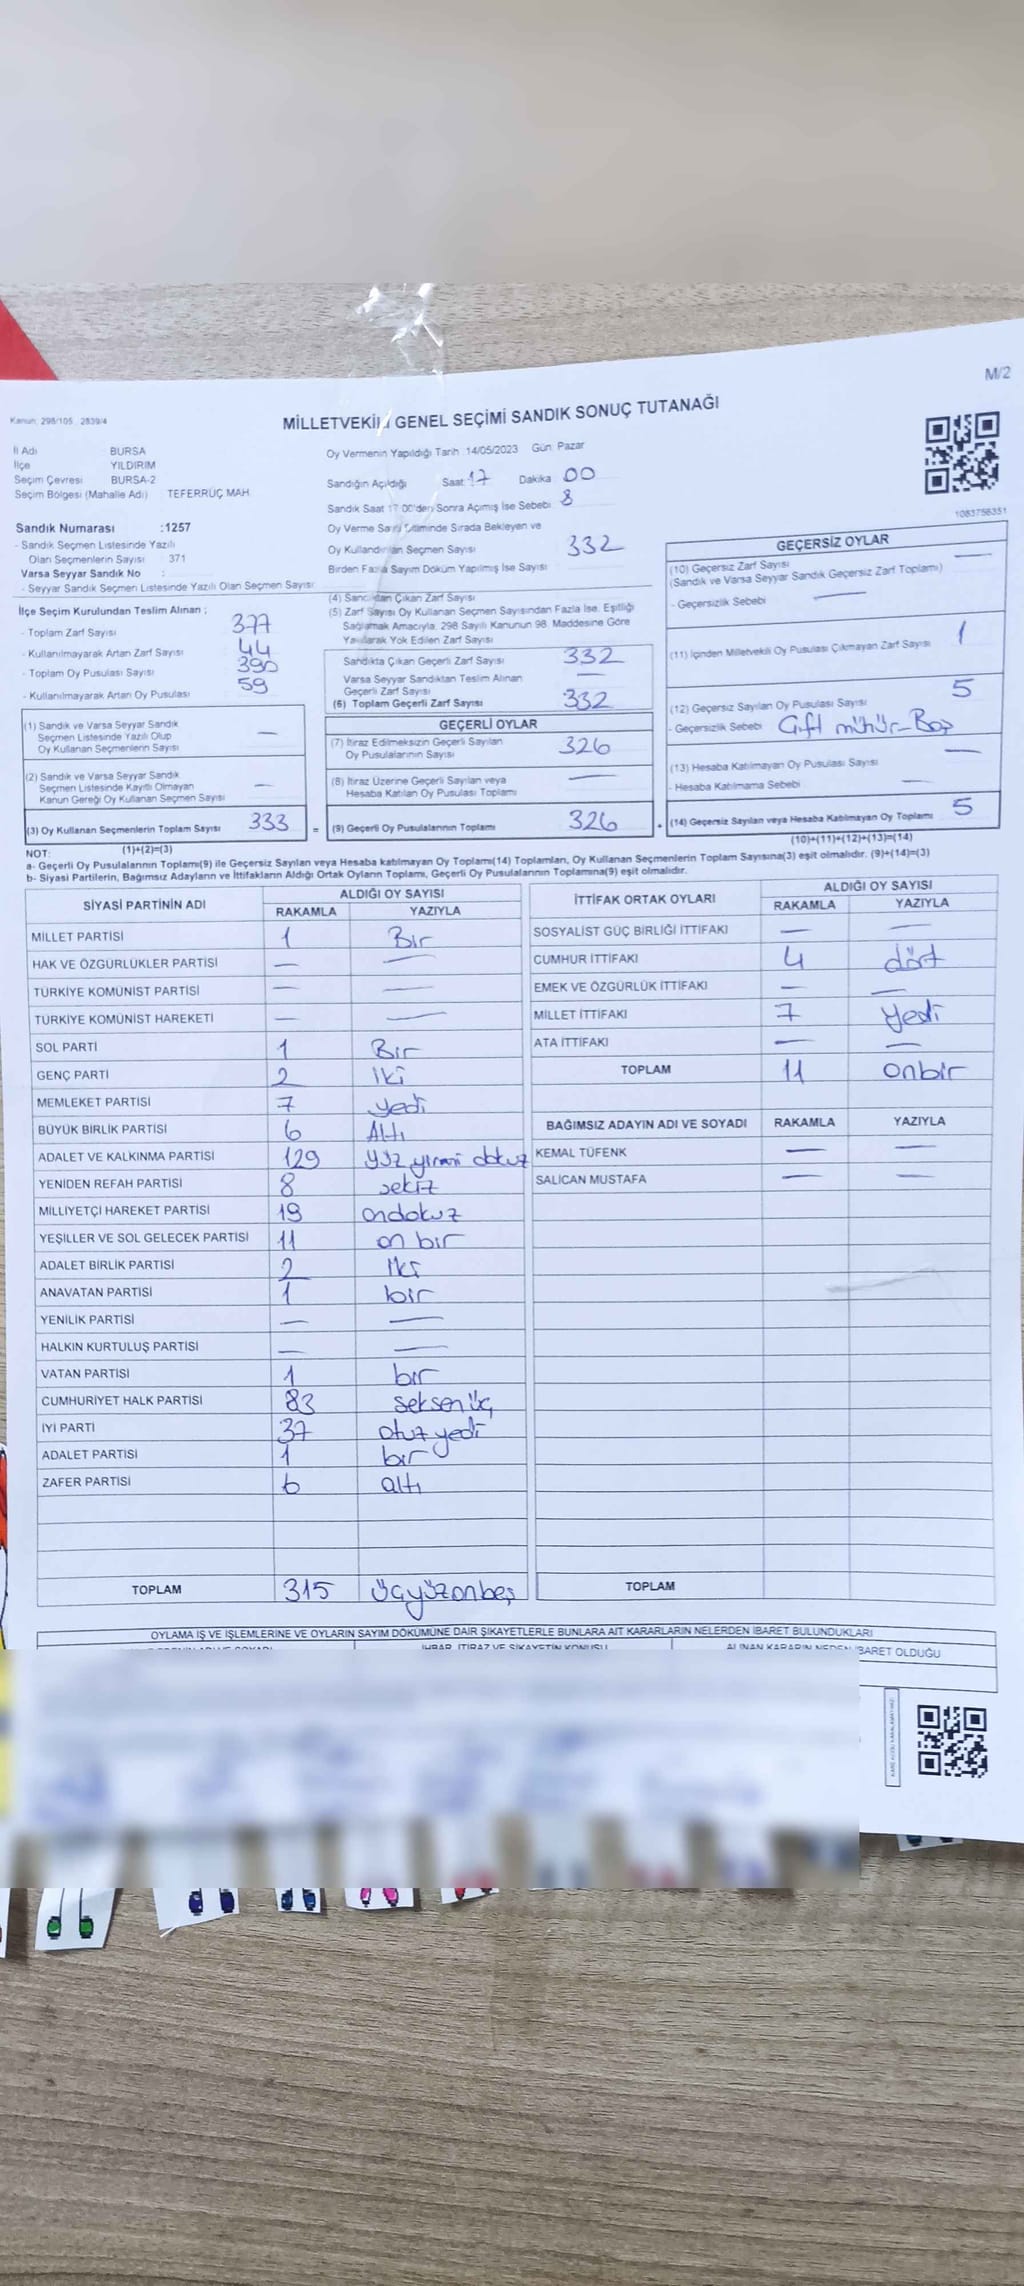 M/2
Kanun: 298/105 , 2839/4
MİLLETVEKİLİ GENEL SEÇİMİ SANDIK SONUÇ TUTANAĞI
İl Adı BURSA
İlçe YILDIRIM
Seçim Çevresi BURSA-2
Seçim Bölgesi (Mahalle Adı) TEFERRÜÇ MAH.
Sandık Numarası :1257
- Sandık Seçmen Listesinde Yazılı
Olan Seçmenlerin Sayısı 371
Varsa Seyyar Sandık No :
- Seyyar Sandık Seçmen Listesinde Yazılı Olan Seçmen Sayısı:
İlçe Seçim Kurulundan Teslim Alınan ;
- Toplam Zarf Sayısı 377
- Kullanılmayarak Artan Zarf Sayısı 44
- Toplam Oy Pusulası Sayısı 390
- Kullanılmayarak Artan Oy Pusulası 59
(1) Sandık ve Varsa Seyyar Sandık
Seçmen Listesinde Yazılı Olup
Oy Kullanan Seçmenlerin Sayısı —
(2) Sandık ve Varsa Seyyar Sandık
Seçmen Listesinde Kayıtlı Olmayan
Kanun Gereği Oy Kullanan Seçmen Sayısı —
(3) Oy Kullanan Seçmenlerin Toplam Sayısı 333 =
(1)+(2)=(3)
Oy Vermenin Yapıldığı Tarih 14/05/2023 Gün Pazar
Sandığın Açıldığı Saat 17 Dakika 00
Sandık Saat 17:00'den Sonra Açılmış İse Sebebi 8
Oy Verme Saati Bitiminde Sırada Bekleyen ve
Oy Kullandırılan Seçmen Sayısı 332
Birden Fazla Sayım Döküm Yapılmış İse Sayısı
(4) Sandıktan Çıkan Zarf Sayısı
(5) Zarf Sayısı Oy Kullanan Seçmen Sayısından Fazla İse, Eşitliği
Sağlamak Amacıyla, 298 Sayılı Kanunun 98. Maddesine Göre
Yakılarak Yok Edilen Zarf Sayısı
Sandıkta Çıkan Geçerli Zarf Sayısı 332
Varsa Seyyar Sandıktan Teslim Alınan
Geçerli Zarf Sayısı —
(6) Toplam Geçerli Zarf Sayısı 332
GEÇERLİ OYLAR
(7) İtiraz Edilmeksizin Geçerli Sayılan
Oy Pusulalarının Sayısı 326
(8) İtiraz Üzerine Geçerli Sayılan veya
Hesaba Katılan Oy Pusulası Toplamı —
(9) Geçerli Oy Pusulalarının Toplamı 326 +
1083756351
GEÇERSİZ OYLAR
(10) Geçersiz Zarf Sayısı —
(Sandık ve Varsa Seyyar Sandık Geçersiz Zarf Toplamı)
- Geçersizlik Sebebi —
(11) İçinden Milletvekili Oy Pusulası Çıkmayan Zarf Sayısı 1
(12) Geçersiz Sayılan Oy Pusulası Sayısı 5
- Geçersizlik Sebebi Çift mühür-Boş
(13) Hesaba Katılmayan Oy Pusulası Sayısı —
- Hesaba Katılmama Sebebi —
(14) Geçersiz Sayılan veya Hesaba Katılmayan Oy Toplamı 5
(10)+(11)+(12)+(13)=(14)
NOT:
a- Geçerli Oy Pusulalarının Toplamı(9) ile Geçersiz Sayılan veya Hesaba katılmayan Oy Toplamı(14) Toplamları, Oy Kullanan Seçmenlerin Toplam Sayısına(3) eşit olmalıdır. (9)+(14)=(3)
b- Siyasi Partilerin, Bağımsız Adayların ve İttifakların Aldığı Ortak Oyların Toplamı, Geçerli Oy Pusulalarının Toplamına(9) eşit olmalıdır.
SİYASİ PARTİNİN ADI ALDIĞI OY SAYISI
RAKAMLA YAZIYLA
MİLLET PARTİSİ 1 Bir
HAK VE ÖZGÜRLÜKLER PARTİSİ — —
TÜRKİYE KOMÜNİST PARTİSİ — —
TÜRKİYE KOMÜNİST HAREKETİ — —
SOL PARTİ 1 Bir
GENÇ PARTİ 2 iki
MEMLEKET PARTİSİ 7 yedi
BÜYÜK BİRLİK PARTİSİ 6 Altı
ADALET VE KALKINMA PARTİSİ 129 yüz yirmi dokuz
YENİDEN REFAH PARTİSİ 8 sekiz
MİLLİYETÇİ HAREKET PARTİSİ 19 ondokuz
YEŞİLLER VE SOL GELECEK PARTİSİ 11 on bir
ADALET BİRLİK PARTİSİ 2 iki
ANAVATAN PARTİSİ 1 bir
YENİLİK PARTİSİ — —
HALKIN KURTULUŞ PARTİSİ — —
VATAN PARTİSİ 1 bir
CUMHURİYET HALK PARTİSİ 83 seksen üç
İYİ PARTİ 37 otuz yedi
ADALET PARTİSİ 1 bir
ZAFER PARTİSİ 6 altı
TOPLAM 315 üçyüzonbeş
İTTİFAK ORTAK OYLARI ALDIĞI OY SAYISI
RAKAMLA YAZIYLA
SOSYALİST GÜÇ BİRLİĞİ İTTİFAKI — —
CUMHUR İTTİFAKI 4 dört
EMEK VE ÖZGÜRLÜK İTTİFAKI — —
MİLLET İTTİFAKI 7 yedi
ATA İTTİFAKI — —
TOPLAM 11 onbir
BAĞIMSIZ ADAYIN ADI VE SOYADI RAKAMLA YAZIYLA
KEMAL TÜFENK — —
SALİCAN MUSTAFA — —
TOPLAM
OYLAMA İŞ VE İŞLEMLERİNE VE OYLARIN SAYIM DÖKÜMÜNE DAİR ŞİKAYETLERLE BUNLARA AİT KARARLARIN NELERDEN İBARET BULUNDUKLARI
İHBAR, İTİRAZ VE ŞİKAYETİN KONUSU ALINAN KARARIN NEDEN İBARET OLDUĞU